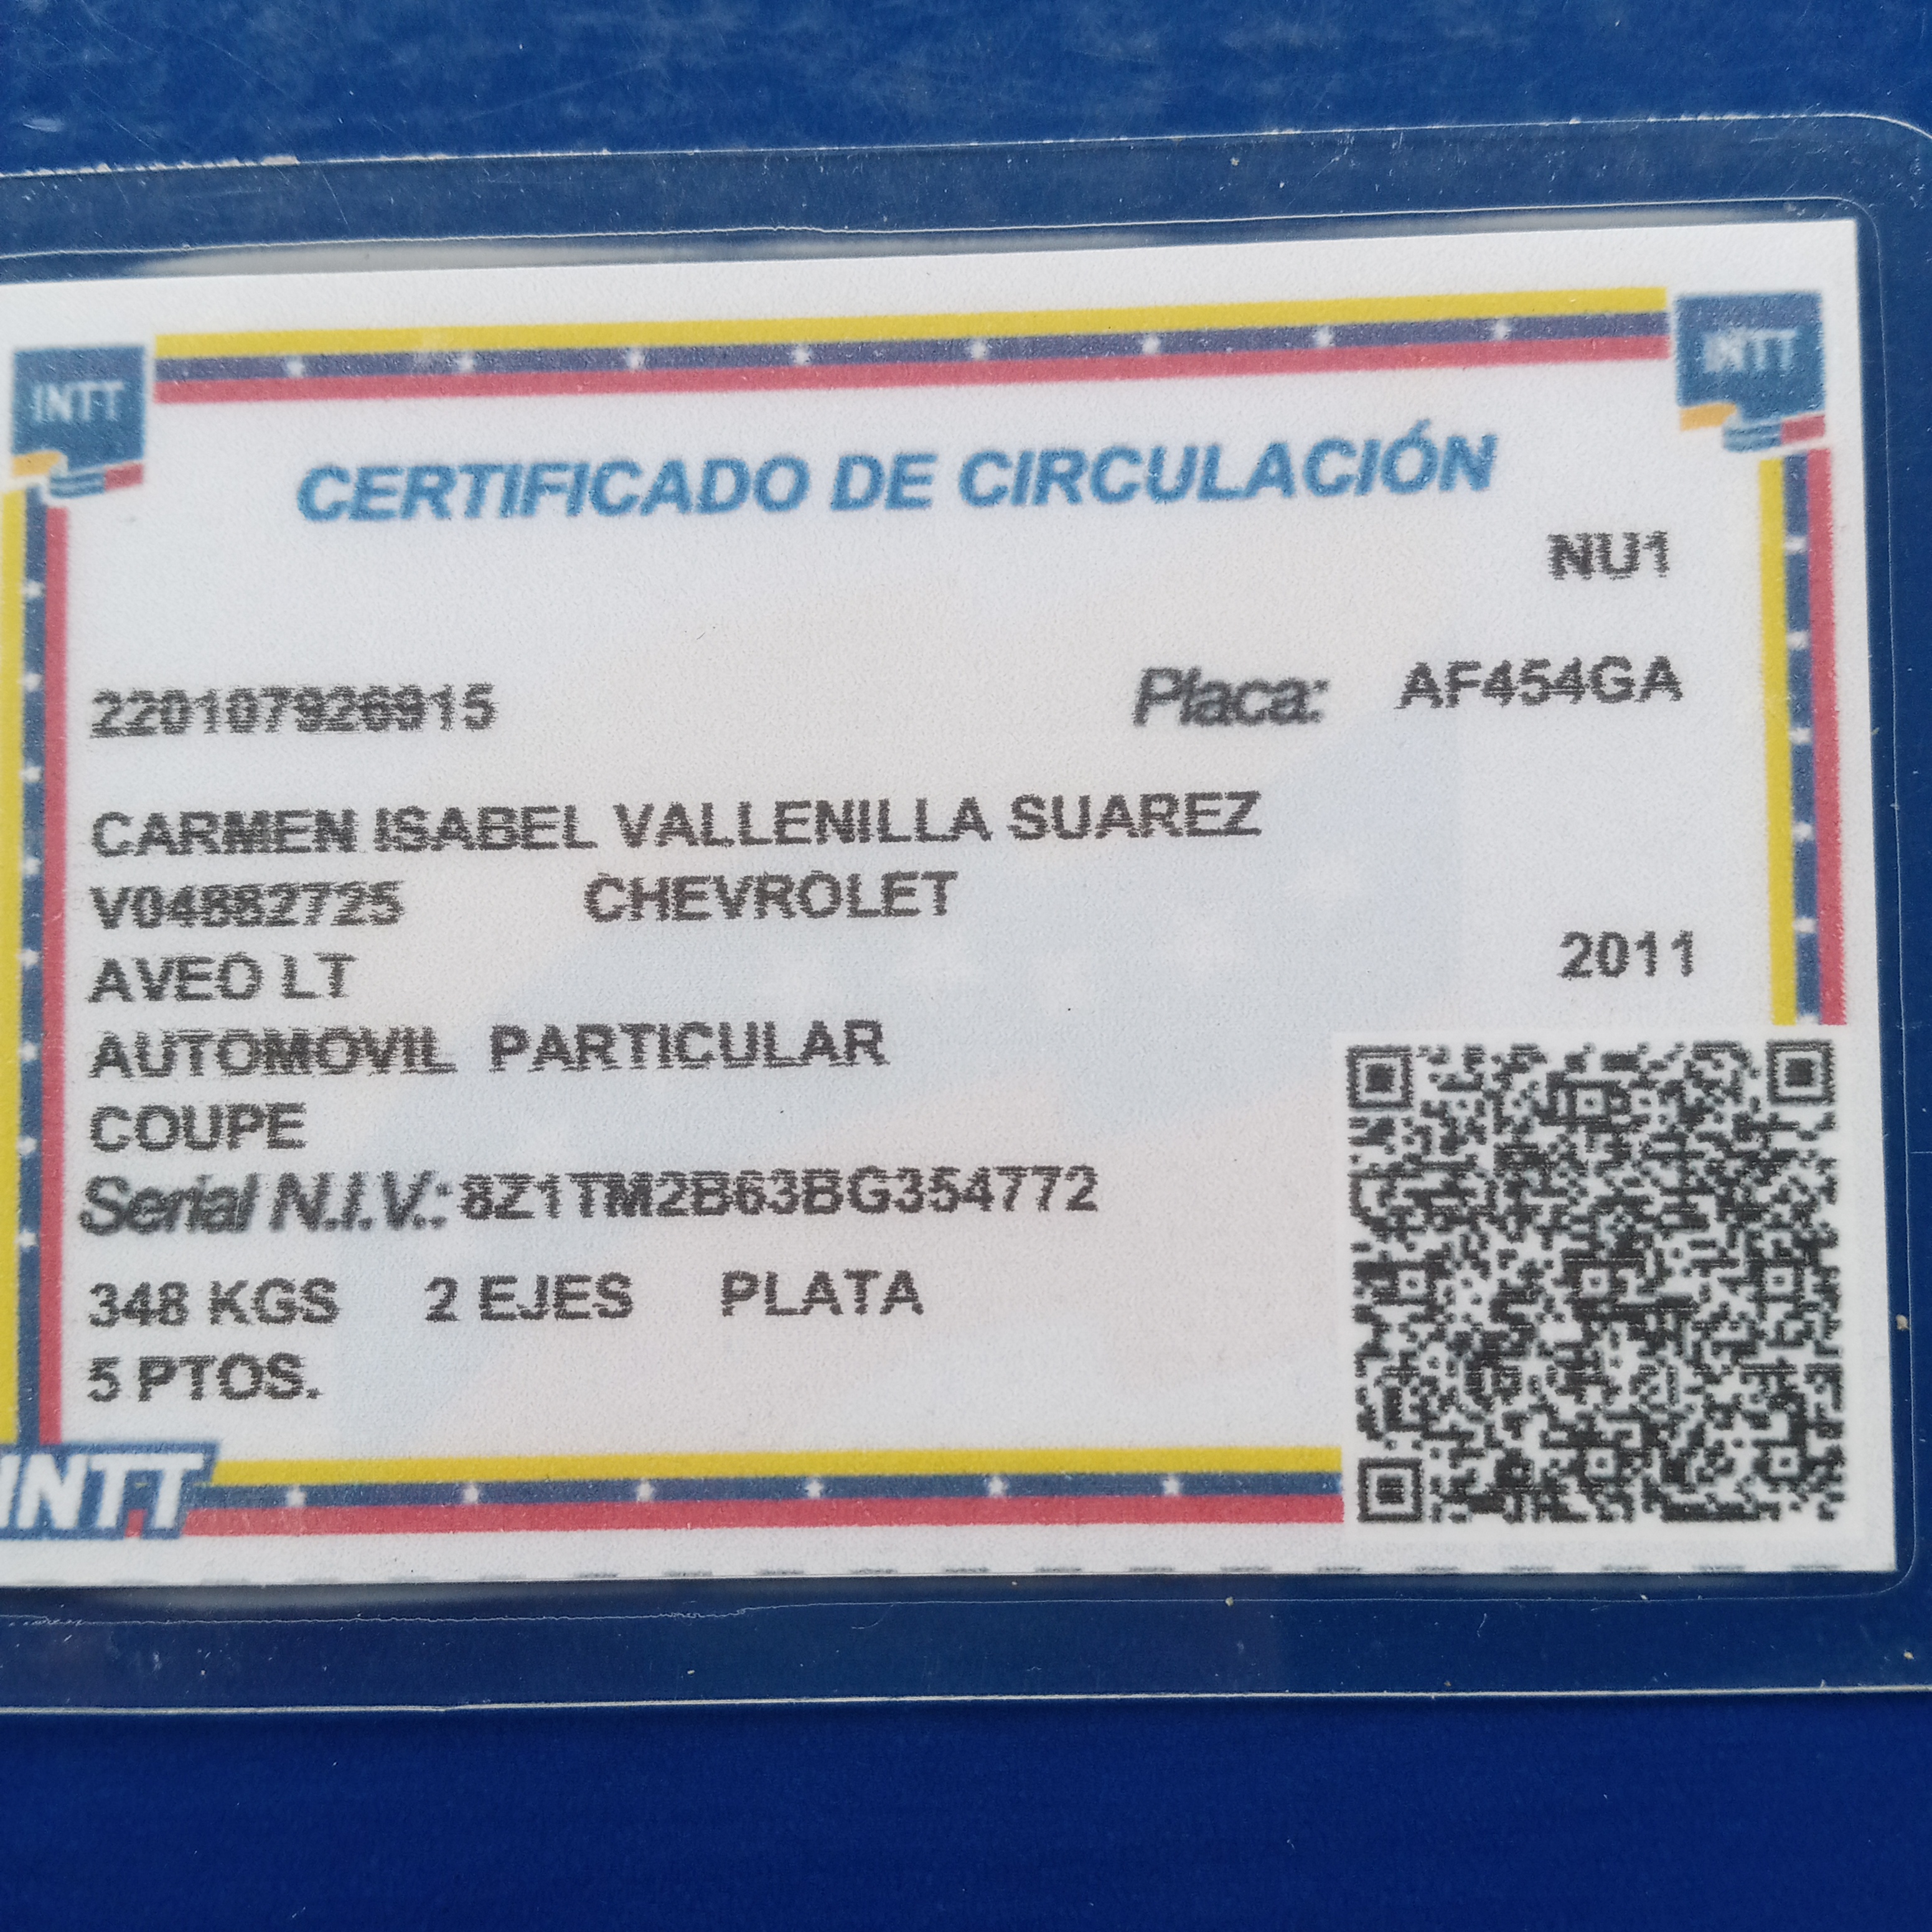 INTT
INTT
CERTIFICADO DE CIRCULACIÓN
NU1
220107926915 Placa: AF454GA
CARMEN ISABEL VALLENILLA SUAREZ
V04882725 CHEVROLET
AVEO LT 2011
AUTOMOVIL PARTICULAR
COUPE
Serial N.I.V.: 8Z1TM2B63BG354772
348 KGS 2 EJES PLATA
5 PTOS.
INTT